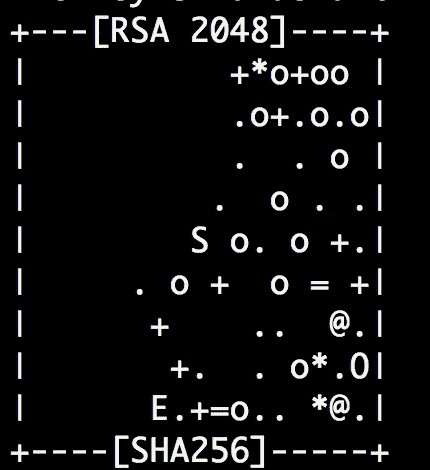 +---[RSA 2048]----+
|          +*o+oo |
|          .o+.o.o|
|          .  . o |
|         .  o . .|
|        S o. o +.|
|     . o +  o = +|
|      +    ..  @.|
|       +.  . o*.O|
|      E.+=o.. *@.|
+----[SHA256]-----+